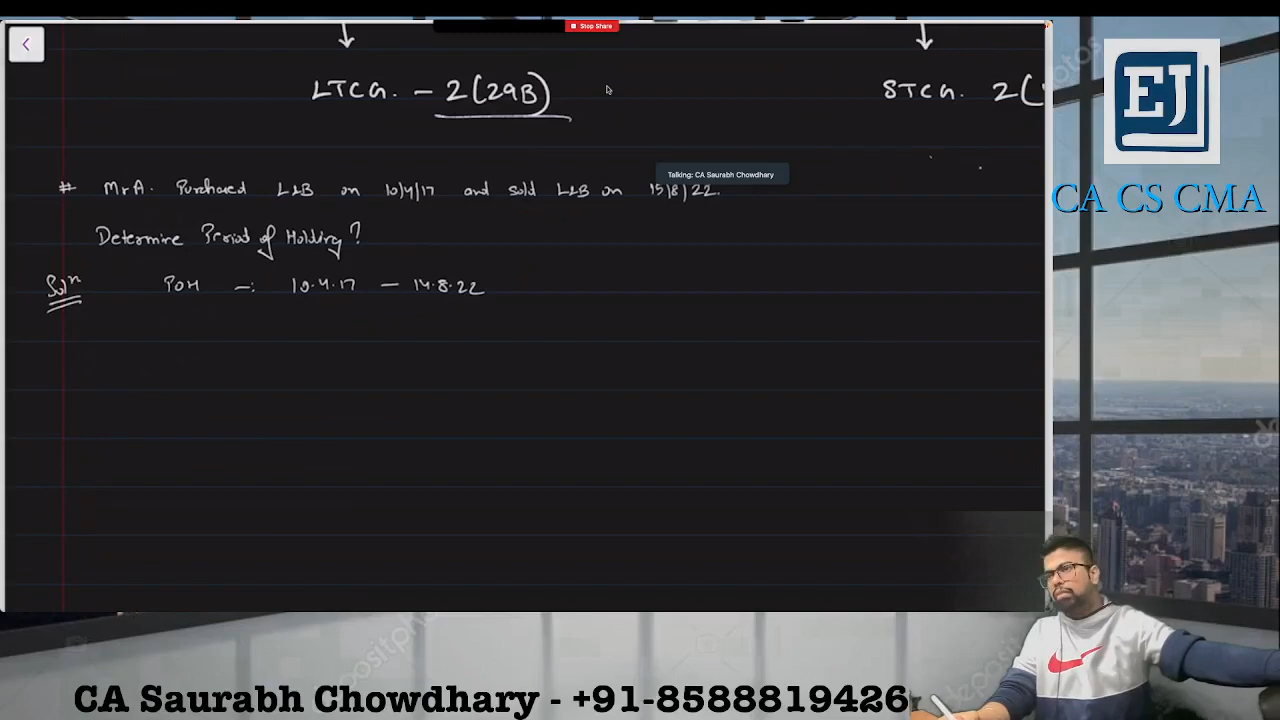 Stop Share
LTCG. - 2(29B)
STCG. 2(
EJ
Talking: CA Saurabh Chowdhary
# Mr A. Purchased L&B on 10/4/17 and sold L&B on 15/8/22.
CA CS CMA
Determine Period of Holding?
Solⁿ POH -: 10.4.17 - 14.8.22
CA Saurabh Chowdhary - +91-8588819426